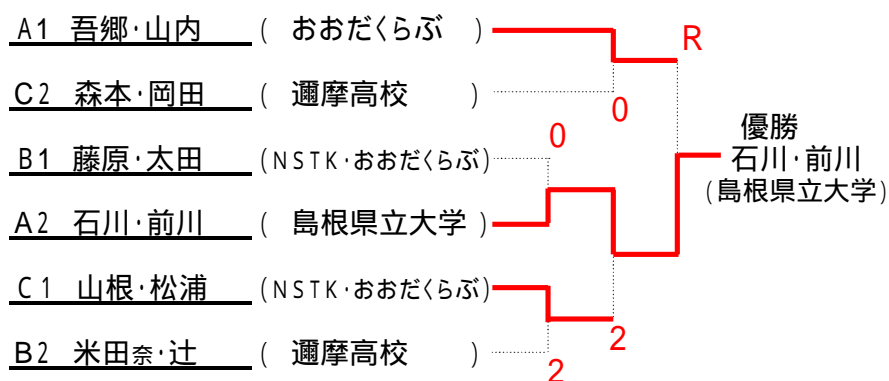 A1 吾郷・山内 ( おおだくらぶ ) R
C2 森本・岡田 ( 邇摩高校 ) 0
0 優勝
B1 藤原・太田 (NSTK・おおだくらぶ) 石川・前川
(島根県立大学)
A2 石川・前川 ( 島根県立大学 )
C1 山根・松浦 (NSTK・おおだくらぶ)
2
B2 米田奈・辻 ( 邇摩高校 ) 2